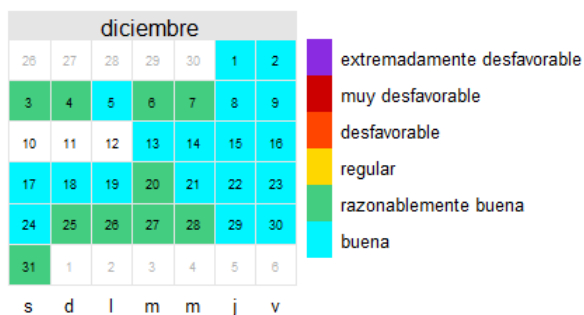 diciembre
26 27 28 29 30 1 2
3 4 5 6 7 8 9
10 11 12 13 14 15 16
17 18 19 20 21 22 23
24 25 26 27 28 29 30
31 1 2 3 4 5 6
s d l m m j v
extremadamente desfavorable
muy desfavorable
desfavorable
regular
razonablemente buena
buena